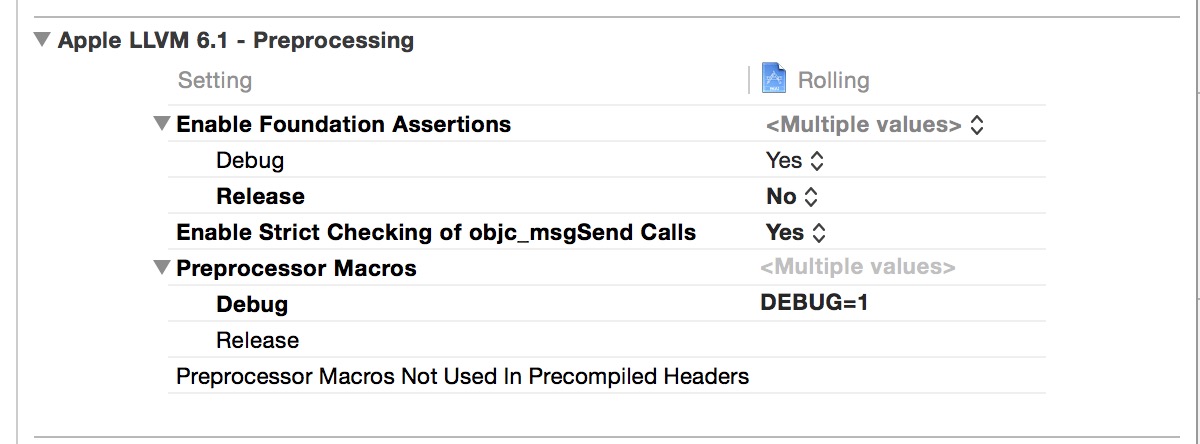 Apple LLVM 6.1 - Preprocessing
Setting Rolling
Enable Foundation Assertions <Multiple values>
Debug Yes
Release No
Enable Strict Checking of objc_msgSend Calls Yes
Preprocessor Macros <Multiple values>
Debug DEBUG=1
Release
Preprocessor Macros Not Used In Precompiled Headers